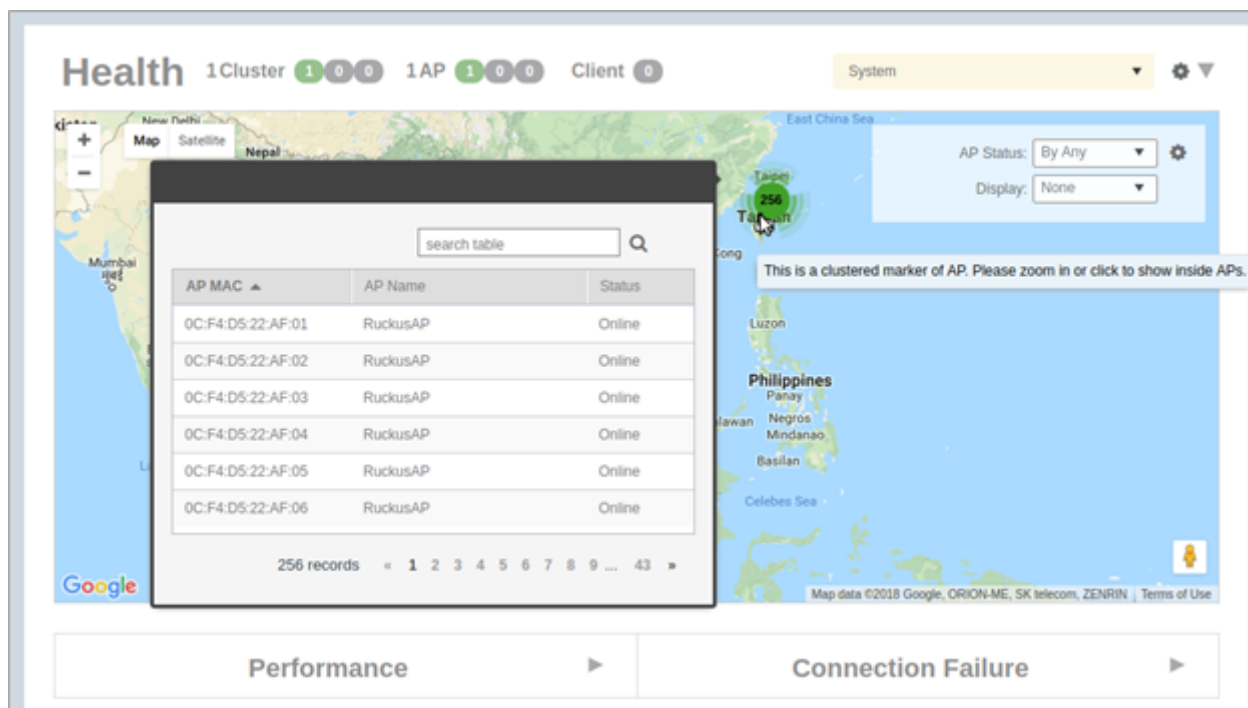 Health 1Cluster 1 0 0 1AP 1 0 0 Client 0 System
New Delhi
East China Sea
+
Map Satellite
Nepal
AP Status: By Any
−
Taipei
Display: None
256
search table
Mumbai
This is a clustered marker of AP. Please zoom in or click to show inside APs.
AP MAC AP Name Status
0C:F4:D5:22:AF:01 RuckusAP Online
Luzon
0C:F4:D5:22:AF:02 RuckusAP Online
Philippines
0C:F4:D5:22:AF:03 RuckusAP Online
Panay
Negros
0C:F4:D5:22:AF:04 RuckusAP Online
Mindanao
Basilan
0C:F4:D5:22:AF:05 RuckusAP Online
Celebes Sea
0C:F4:D5:22:AF:06 RuckusAP Online
256 records « 1 2 3 4 5 6 7 8 9 ... 43 »
Google
Map data ©2018 Google, ORION-ME, SK telecom, ZENRIN Terms of Use
Performance Connection Failure